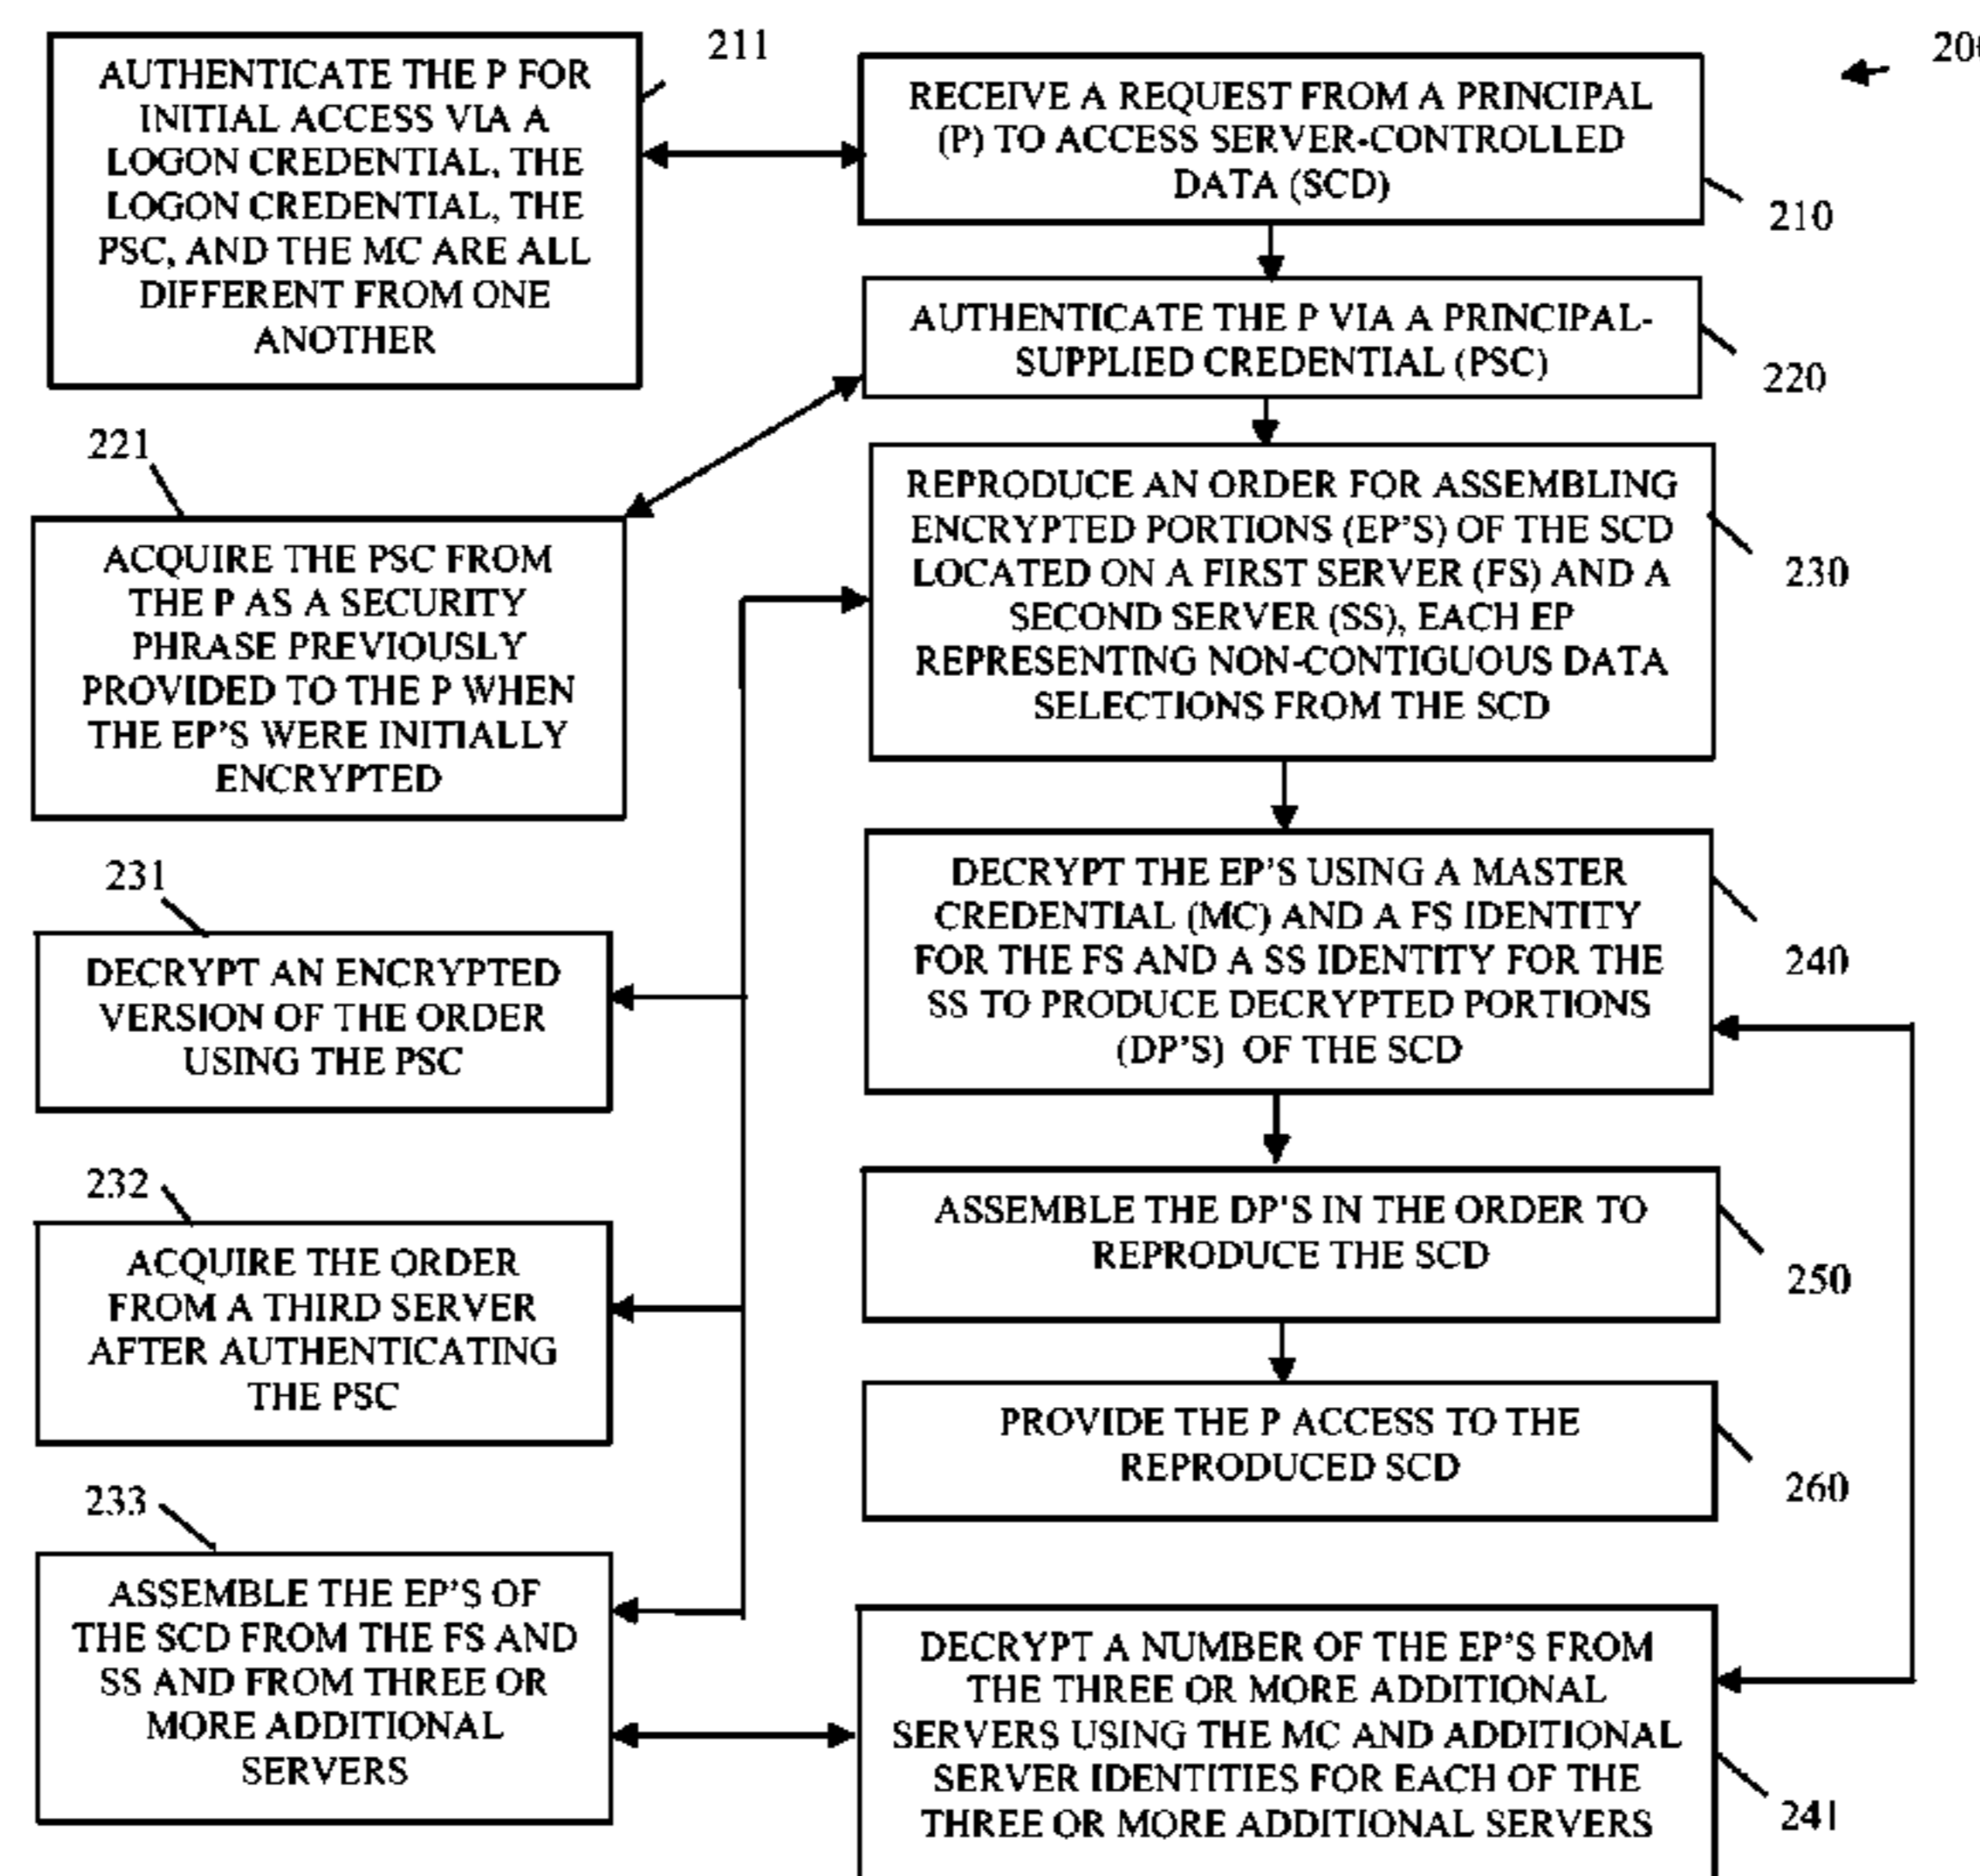 211
AUTHENTICATE THE P FOR
INITIAL ACCESS VIA A
LOGON CREDENTIAL, THE
LOGON CREDENTIAL, THE
PSC, AND THE MC ARE ALL
DIFFERENT FROM ONE
ANOTHER
RECEIVE A REQUEST FROM A PRINCIPAL
(P) TO ACCESS SERVER-CONTROLLED
DATA (SCD)
210
AUTHENTICATE THE P VIA A PRINCIPAL-
SUPPLIED CREDENTIAL (PSC)
220
221
ACQUIRE THE PSC FROM
THE P AS A SECURITY
PHRASE PREVIOUSLY
PROVIDED TO THE P WHEN
THE EP'S WERE INITIALLY
ENCRYPTED
REPRODUCE AN ORDER FOR ASSEMBLING
ENCRYPTED PORTIONS (EP'S) OF THE SCD
LOCATED ON A FIRST SERVER (FS) AND A
SECOND SERVER (SS), EACH EP
REPRESENTING NON-CONTIGUOUS DATA
SELECTIONS FROM THE SCD
230
231
DECRYPT AN ENCRYPTED
VERSION OF THE ORDER
USING THE PSC
DECRYPT THE EP'S USING A MASTER
CREDENTIAL (MC) AND A FS IDENTITY
FOR THE FS AND A SS IDENTITY FOR THE
SS TO PRODUCE DECRYPTED PORTIONS
(DP'S) OF THE SCD
240
232
ACQUIRE THE ORDER
FROM A THIRD SERVER
AFTER AUTHENTICATING
THE PSC
ASSEMBLE THE DP'S IN THE ORDER TO
REPRODUCE THE SCD
250
PROVIDE THE P ACCESS TO THE
REPRODUCED SCD
260
233
ASSEMBLE THE EP'S OF
THE SCD FROM THE FS AND
SS AND FROM THREE OR
MORE ADDITIONAL
SERVERS
DECRYPT A NUMBER OF THE EP'S FROM
THE THREE OR MORE ADDITIONAL
SERVERS USING THE MC AND ADDITIONAL
SERVER IDENTITIES FOR EACH OF THE
THREE OR MORE ADDITIONAL SERVERS
241